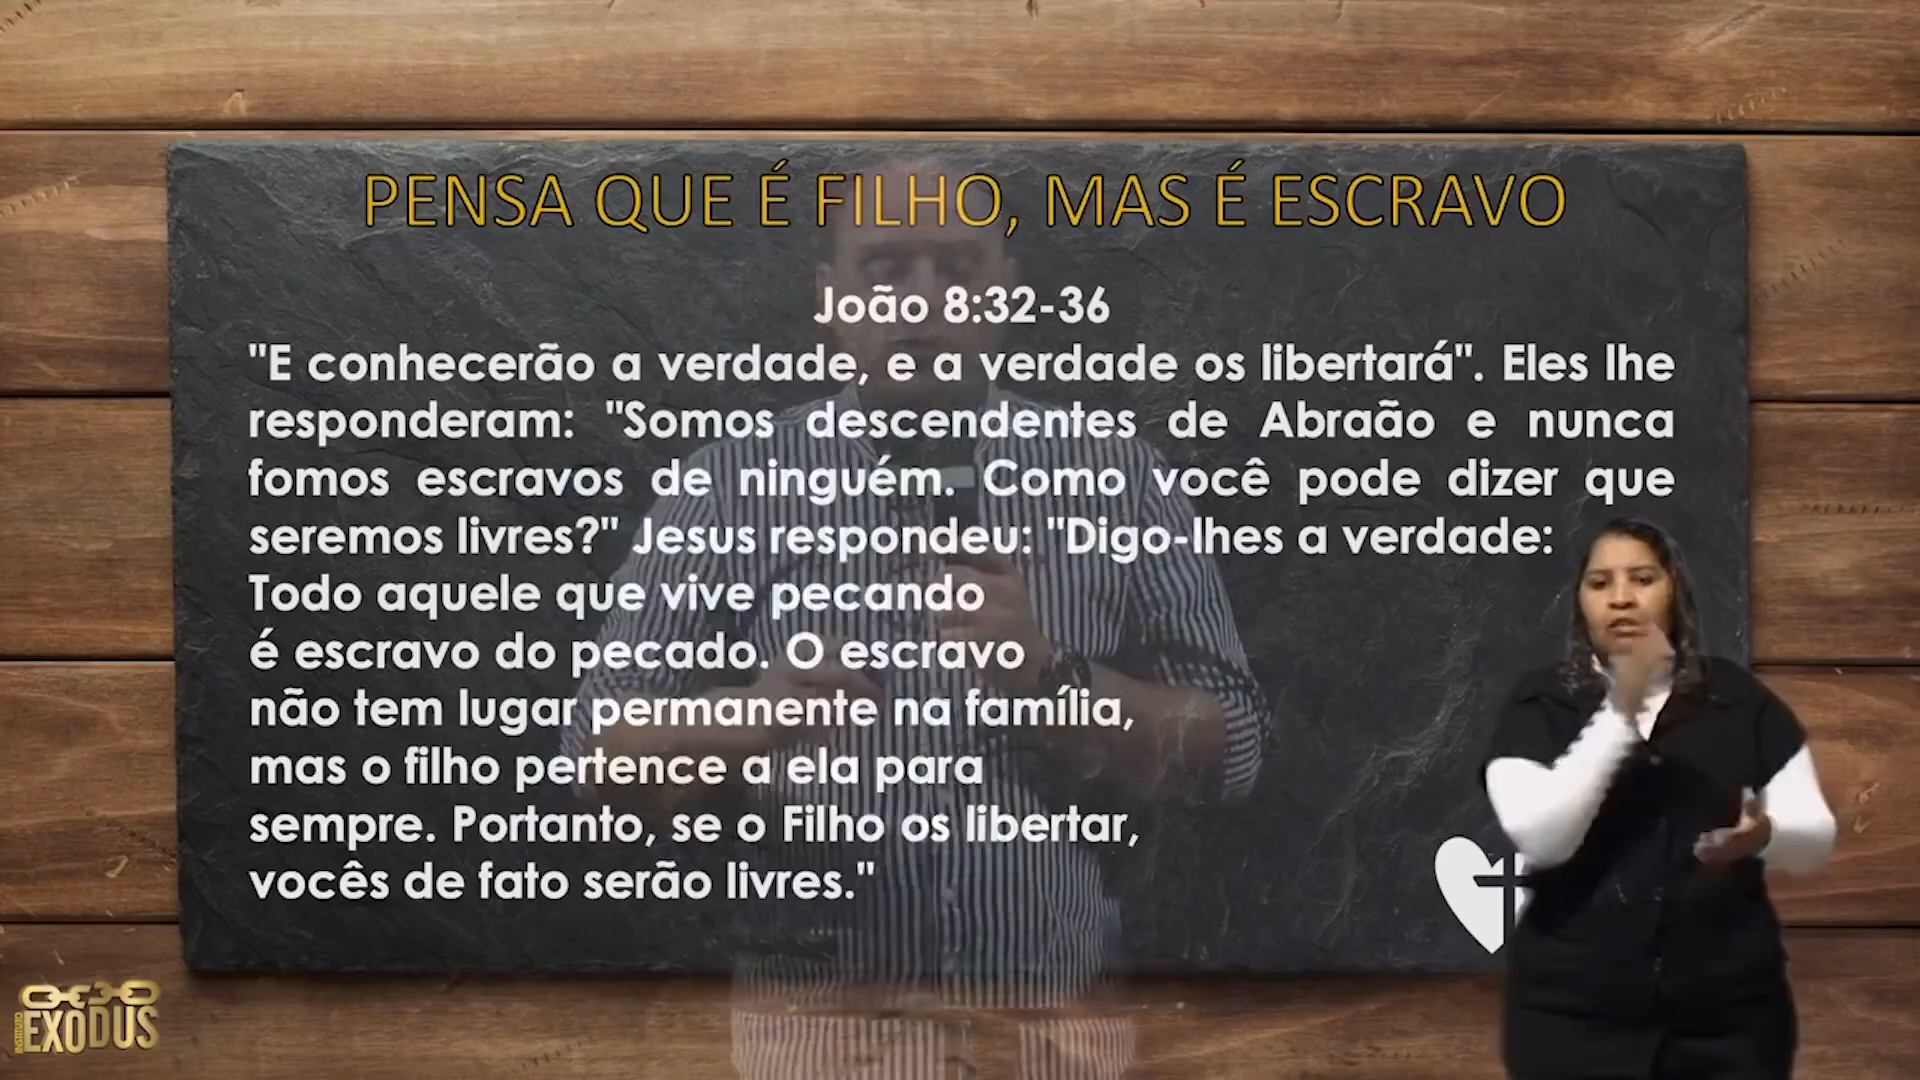 PENSA QUE É FILHO, MAS É ESCRAVO
João 8:32-36
"E conhecerão a verdade, e a verdade os libertará". Eles lhe
responderam: "Somos descendentes de Abraão e nunca
fomos escravos de ninguém. Como você pode dizer que
seremos livres?" Jesus respondeu: "Digo-lhes a verdade:
Todo aquele que vive pecando
é escravo do pecado. O escravo
não tem lugar permanente na família,
mas o filho pertence a ela para
sempre. Portanto, se o Filho os libertar,
vocês de fato serão livres."
INSTITUTO
EXODUS